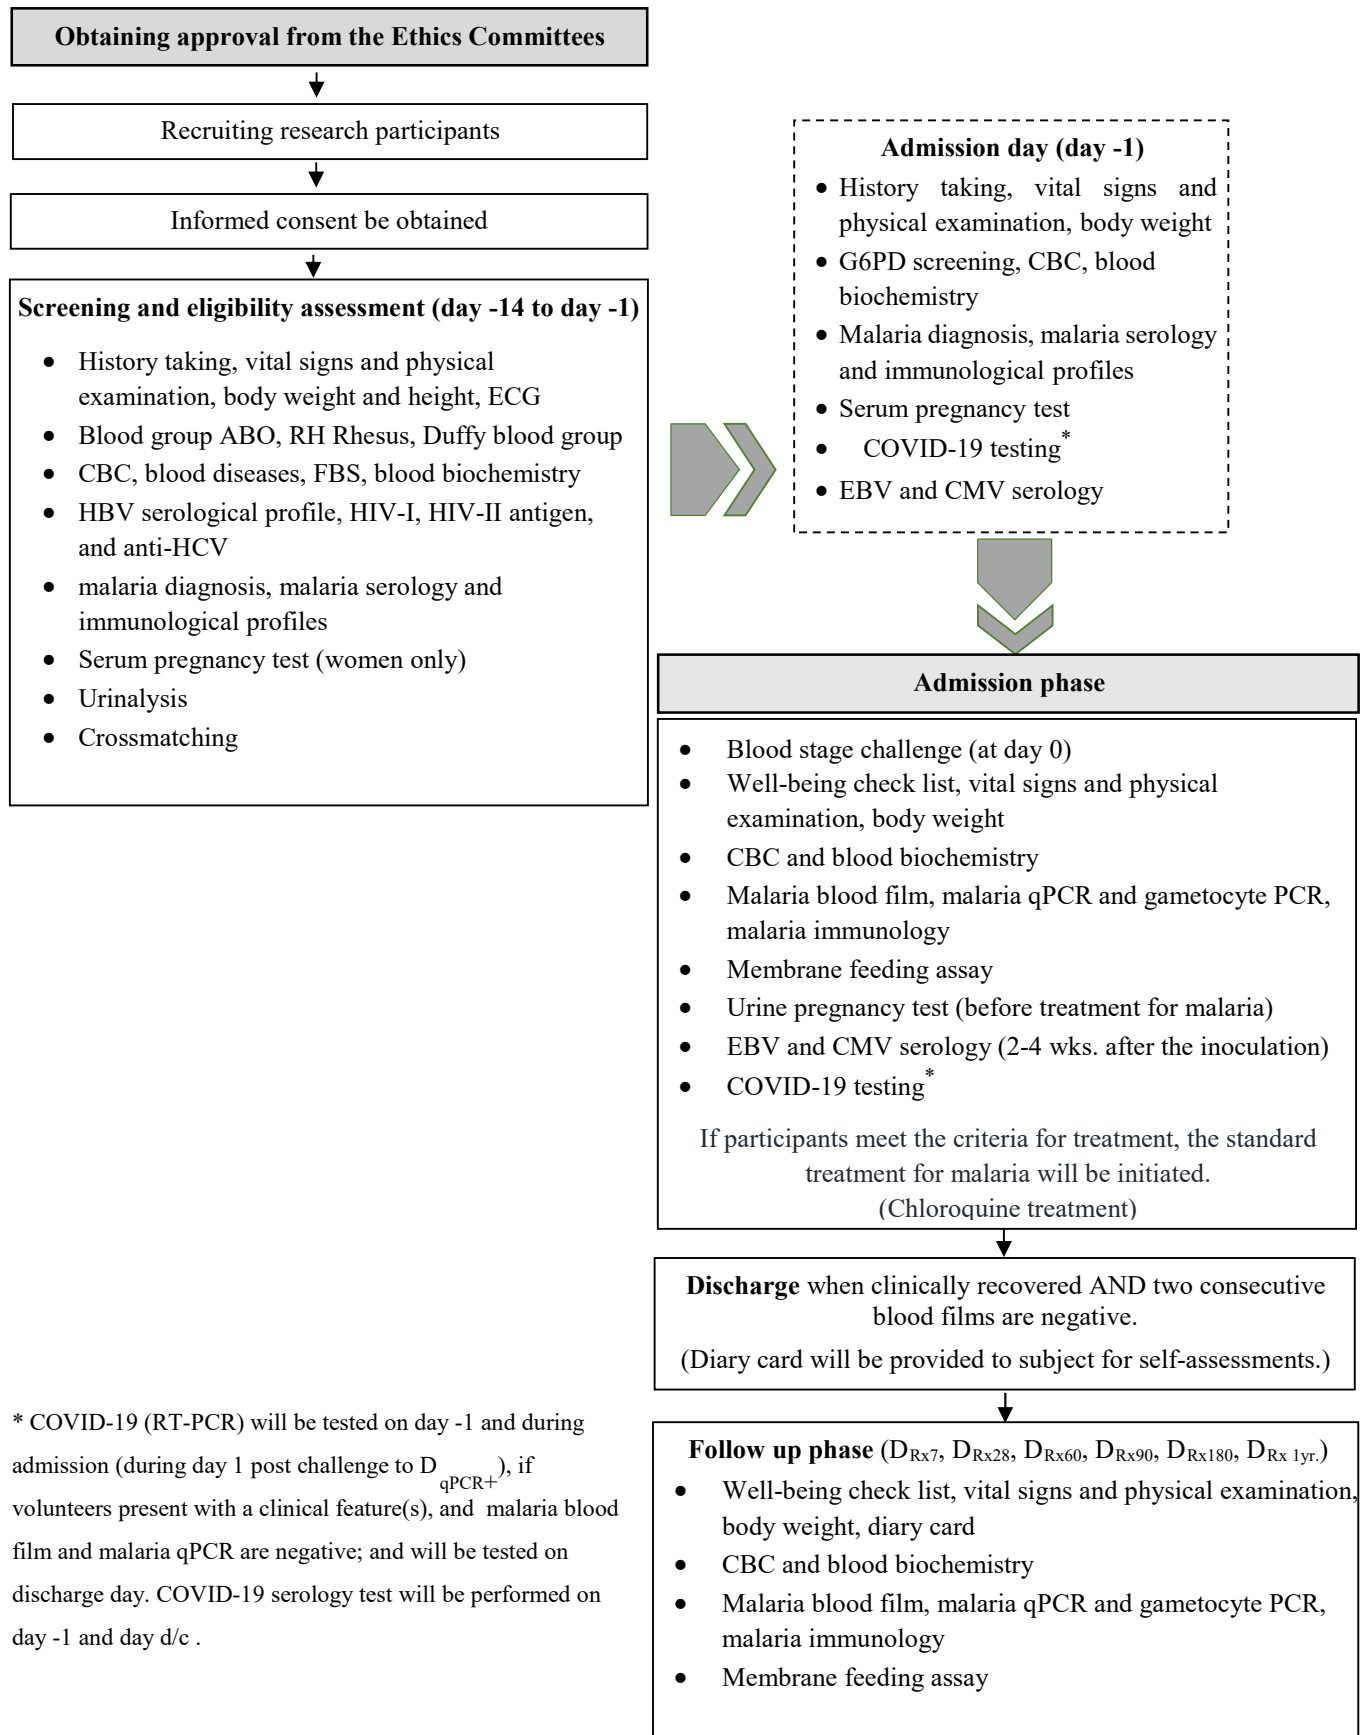 Obtaining approval from the Ethics Committees
Recruiting research participants
Informed consent be obtained
Screening and eligibility assessment (day -14 to day -1)
• History taking, vital signs and physical
examination, body weight and height, ECG
• Blood group ABO, RH Rhesus, Duffy blood group
• CBC, blood diseases, FBS, blood biochemistry
• HBV serological profile, HIV-I, HIV-II antigen,
and anti-HCV
• malaria diagnosis, malaria serology and
immunological profiles
• Serum pregnancy test (women only)
• Urinalysis
• Crossmatching
Admission day (day -1)
• History taking, vital signs and
physical examination, body weight
• G6PD screening, CBC, blood
biochemistry
• Malaria diagnosis, malaria serology
and immunological profiles
• Serum pregnancy test
• COVID-19 testing*
• EBV and CMV serology
Admission phase
• Blood stage challenge (at day 0)
• Well-being check list, vital signs and physical
examination, body weight
• CBC and blood biochemistry
• Malaria blood film, malaria qPCR and gametocyte PCR,
malaria immunology
• Membrane feeding assay
• Urine pregnancy test (before treatment for malaria)
• EBV and CMV serology (2-4 wks. after the inoculation)
• COVID-19 testing*
If participants meet the criteria for treatment, the standard
treatment for malaria will be initiated.
(Chloroquine treatment)
Discharge when clinically recovered AND two consecutive
blood films are negative.
(Diary card will be provided to subject for self-assessments.)
Follow up phase (DRx7, DRx28, DRx60, DRx90, DRx180, DRx 1yr.)
• Well-being check list, vital signs and physical examination,
body weight, diary card
• CBC and blood biochemistry
• Malaria blood film, malaria qPCR and gametocyte PCR,
malaria immunology
• Membrane feeding assay
* COVID-19 (RT-PCR) will be tested on day -1 and during
admission (during day 1 post challenge to DqPCR+), if
volunteers present with a clinical feature(s), and malaria blood
film and malaria qPCR are negative; and will be tested on
discharge day. COVID-19 serology test will be performed on
day -1 and day d/c .